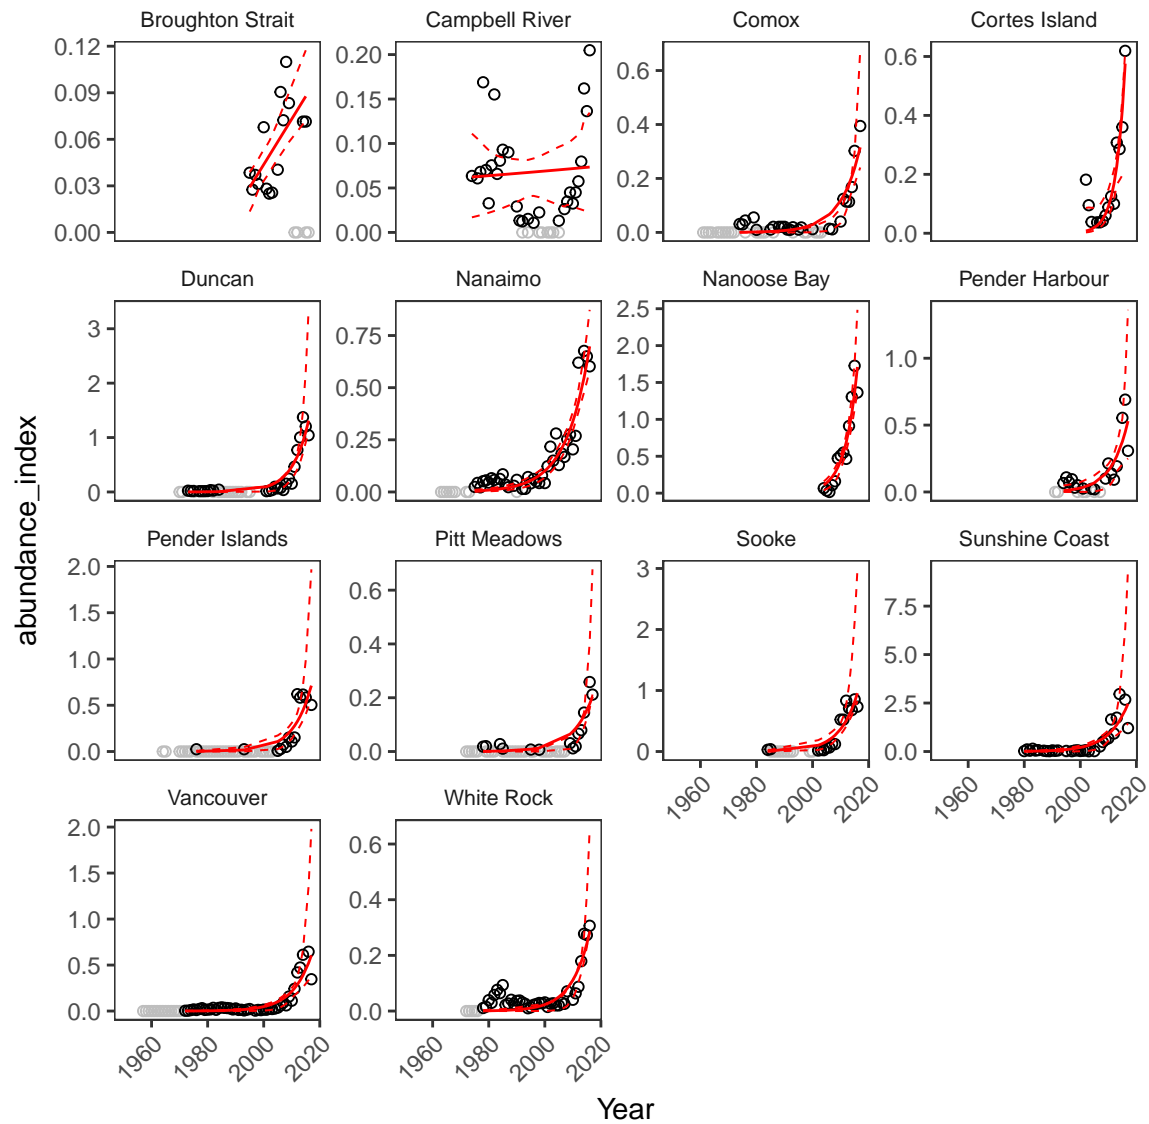 Broughton Strait Campbell River Comox Cortes Island
0.12 0.09 0.06 0.03 0.00
0.20 0.15 0.10 0.05 0.00
0.6 0.4 0.2 0.0
0.6 0.4 0.2 0.0
Duncan Nanaimo Nanoose Bay Pender Harbour
3 2 1 0
0.75 0.50 0.25 0.00
2.5 2.0 1.5 1.0 0.5 0.0
1.0 0.5 0.0
abundance_index
Pender Islands Pitt Meadows Sooke Sunshine Coast
2.0 1.5 1.0 0.5 0.0
0.6 0.4 0.2 0.0
3 2 1 0
7.5 5.0 2.5 0.0
1960 1980 2000 2020 1960 1980 2000 2020
Vancouver White Rock
2.0 1.5 1.0 0.5 0.0
0.6 0.4 0.2 0.0
1960 1980 2000 2020 1960 1980 2000 2020
Year